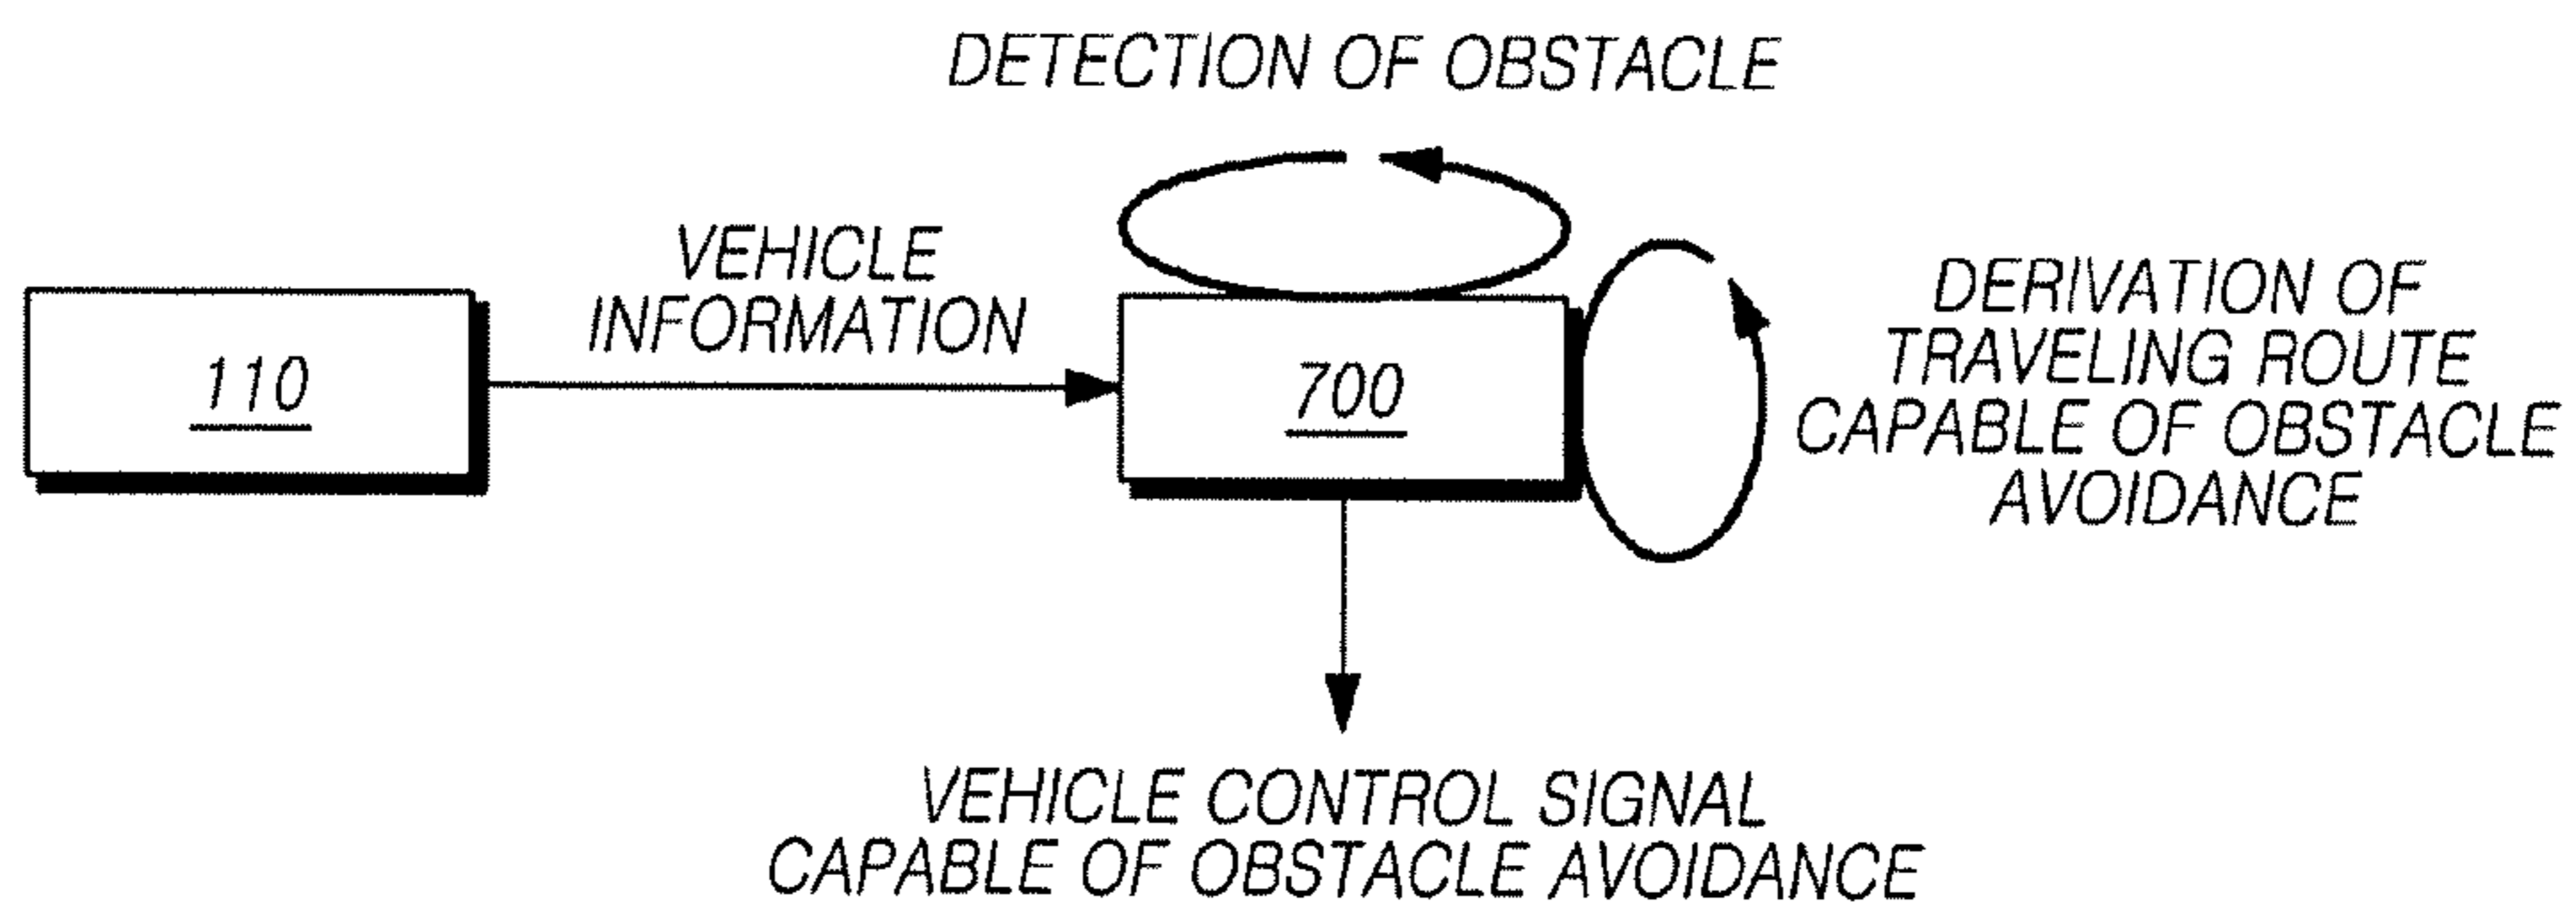 DETECTION OF OBSTACLE
VEHICLE
INFORMATION
110
700
DERIVATION OF
TRAVELING ROUTE
CAPABLE OF OBSTACLE
AVOIDANCE
VEHICLE CONTROL SIGNAL
CAPABLE OF OBSTACLE AVOIDANCE